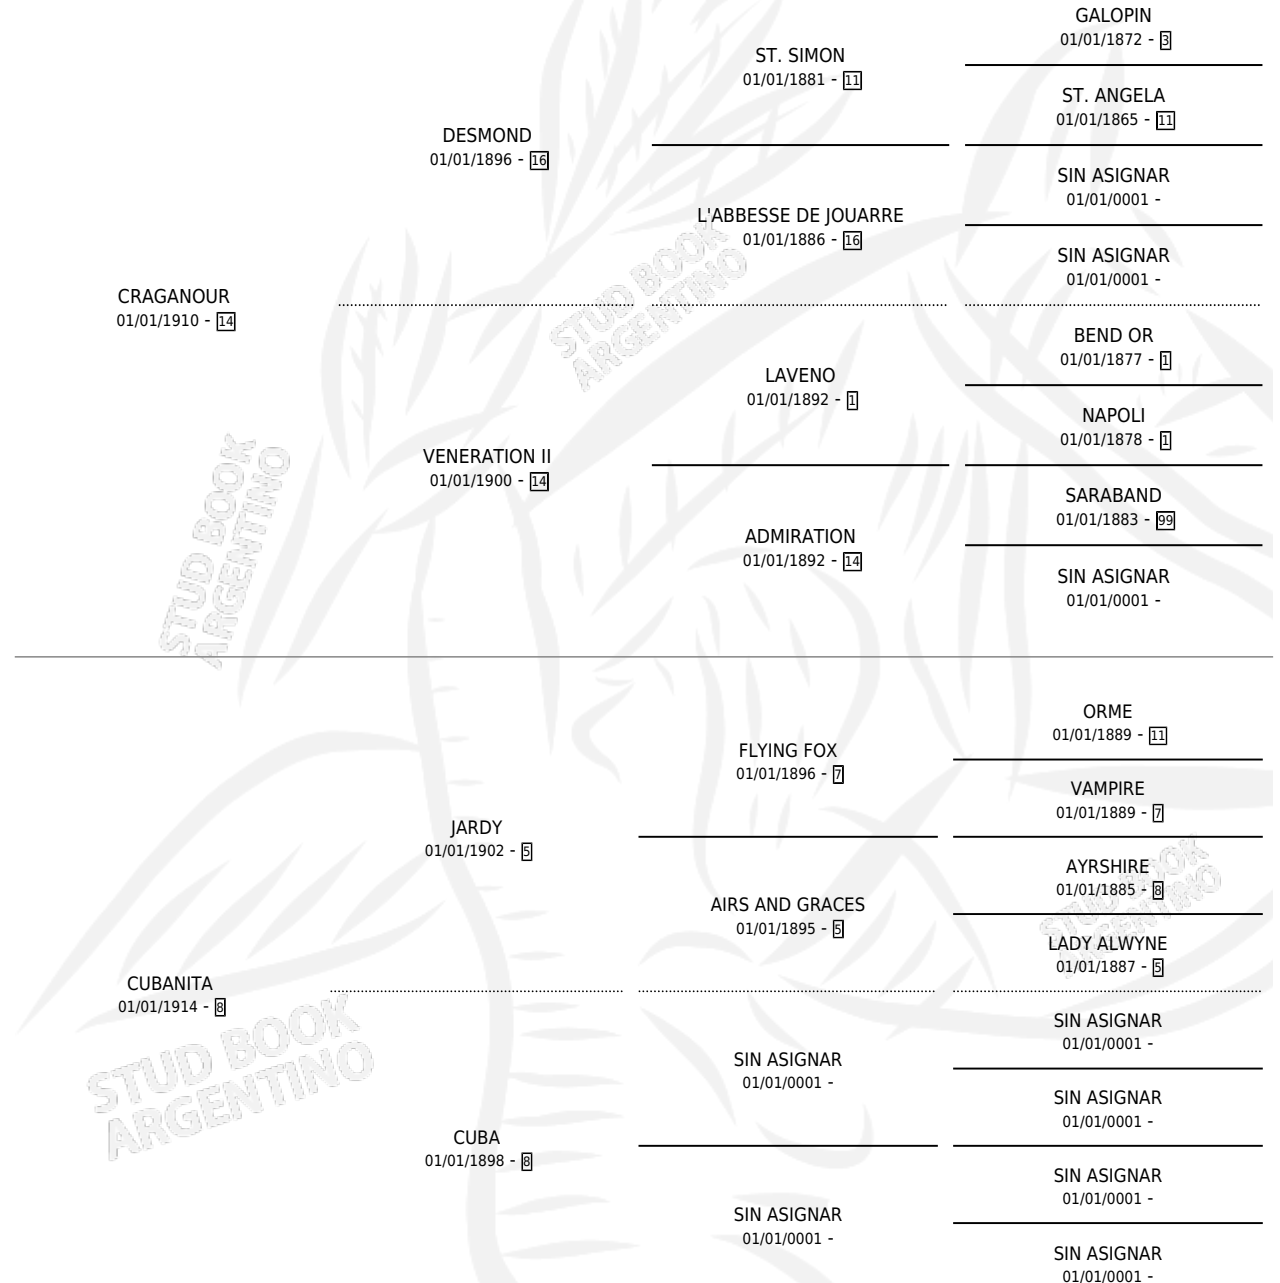 GALOPIN
01/01/1872 - 3
ST. SIMON
01/01/1881 - 11
ST. ANGELA
01/01/1865 - 11
DESMOND
01/01/1896 - 16
SIN ASIGNAR
01/01/0001 -
L'ABBESSE DE JOUARRE
01/01/1886 - 16
SIN ASIGNAR
01/01/0001 -
CRAGANOUR
01/01/1910 - 14
BEND OR
01/01/1877 - 1
LAVENO
01/01/1892 - 1
NAPOLI
01/01/1878 - 1
VENERATION II
01/01/1900 - 14
SARABAND
01/01/1883 - 99
ADMIRATION
01/01/1892 - 14
SIN ASIGNAR
01/01/0001 -
ORME
01/01/1889 - 11
FLYING FOX
01/01/1896 - 7
VAMPIRE
01/01/1889 - 7
JARDY
01/01/1902 - 5
AYRSHIRE
01/01/1885 - 8
AIRS AND GRACES
01/01/1895 - 5
LADY ALWYNE
01/01/1887 - 5
CUBANITA
01/01/1914 - 8
SIN ASIGNAR
01/01/0001 -
SIN ASIGNAR
01/01/0001 -
SIN ASIGNAR
01/01/0001 -
CUBA
01/01/1898 - 8
SIN ASIGNAR
01/01/0001 -
SIN ASIGNAR
01/01/0001 -
SIN ASIGNAR
01/01/0001 -
STUD BOOK
ARGENTINO
STUD BOOK
ARGENTINO
STUD BOOK
ARGENTINO
STUD BOOK
ARGENTINO